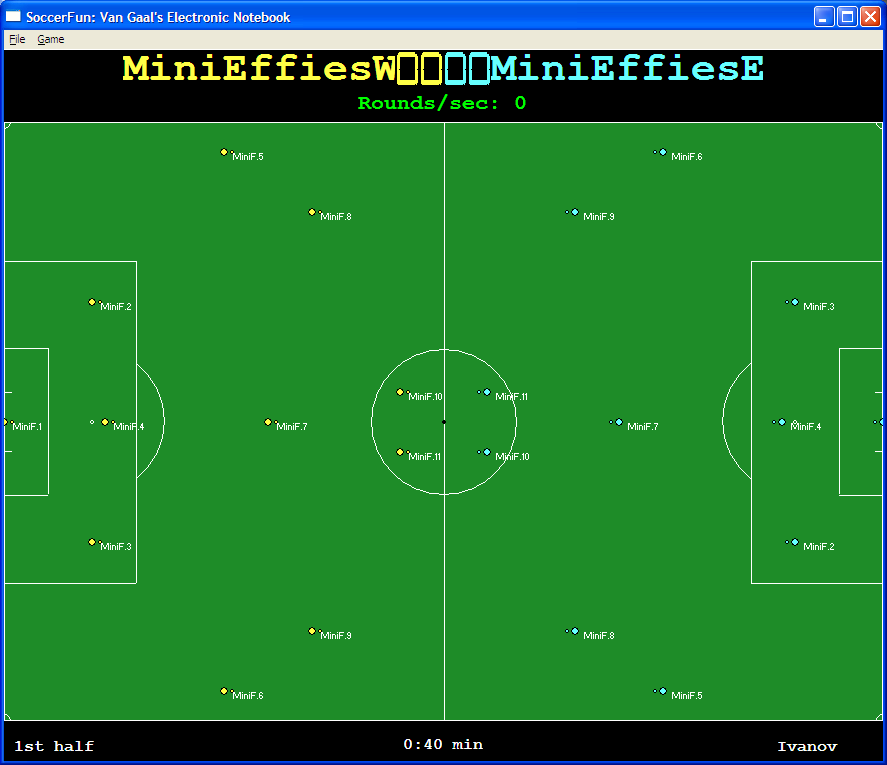 SoccerFun: Van Gaal's Electronic Notebook
File Game
MiniEffiesW▯▯▯▯MiniEffiesE
Rounds/sec: 0
MiniF.5 MiniF.6
MiniF.8 MiniF.9
MiniF.2 MiniF.3
MiniF.10 MiniF.11
MiniF.1 MiniF.4 MiniF.7 MiniF.7 MiniF.4
MiniF.11 MiniF.10
MiniF.3 MiniF.2
MiniF.9 MiniF.8
MiniF.6 MiniF.5
1st half 0:40 min Ivanov